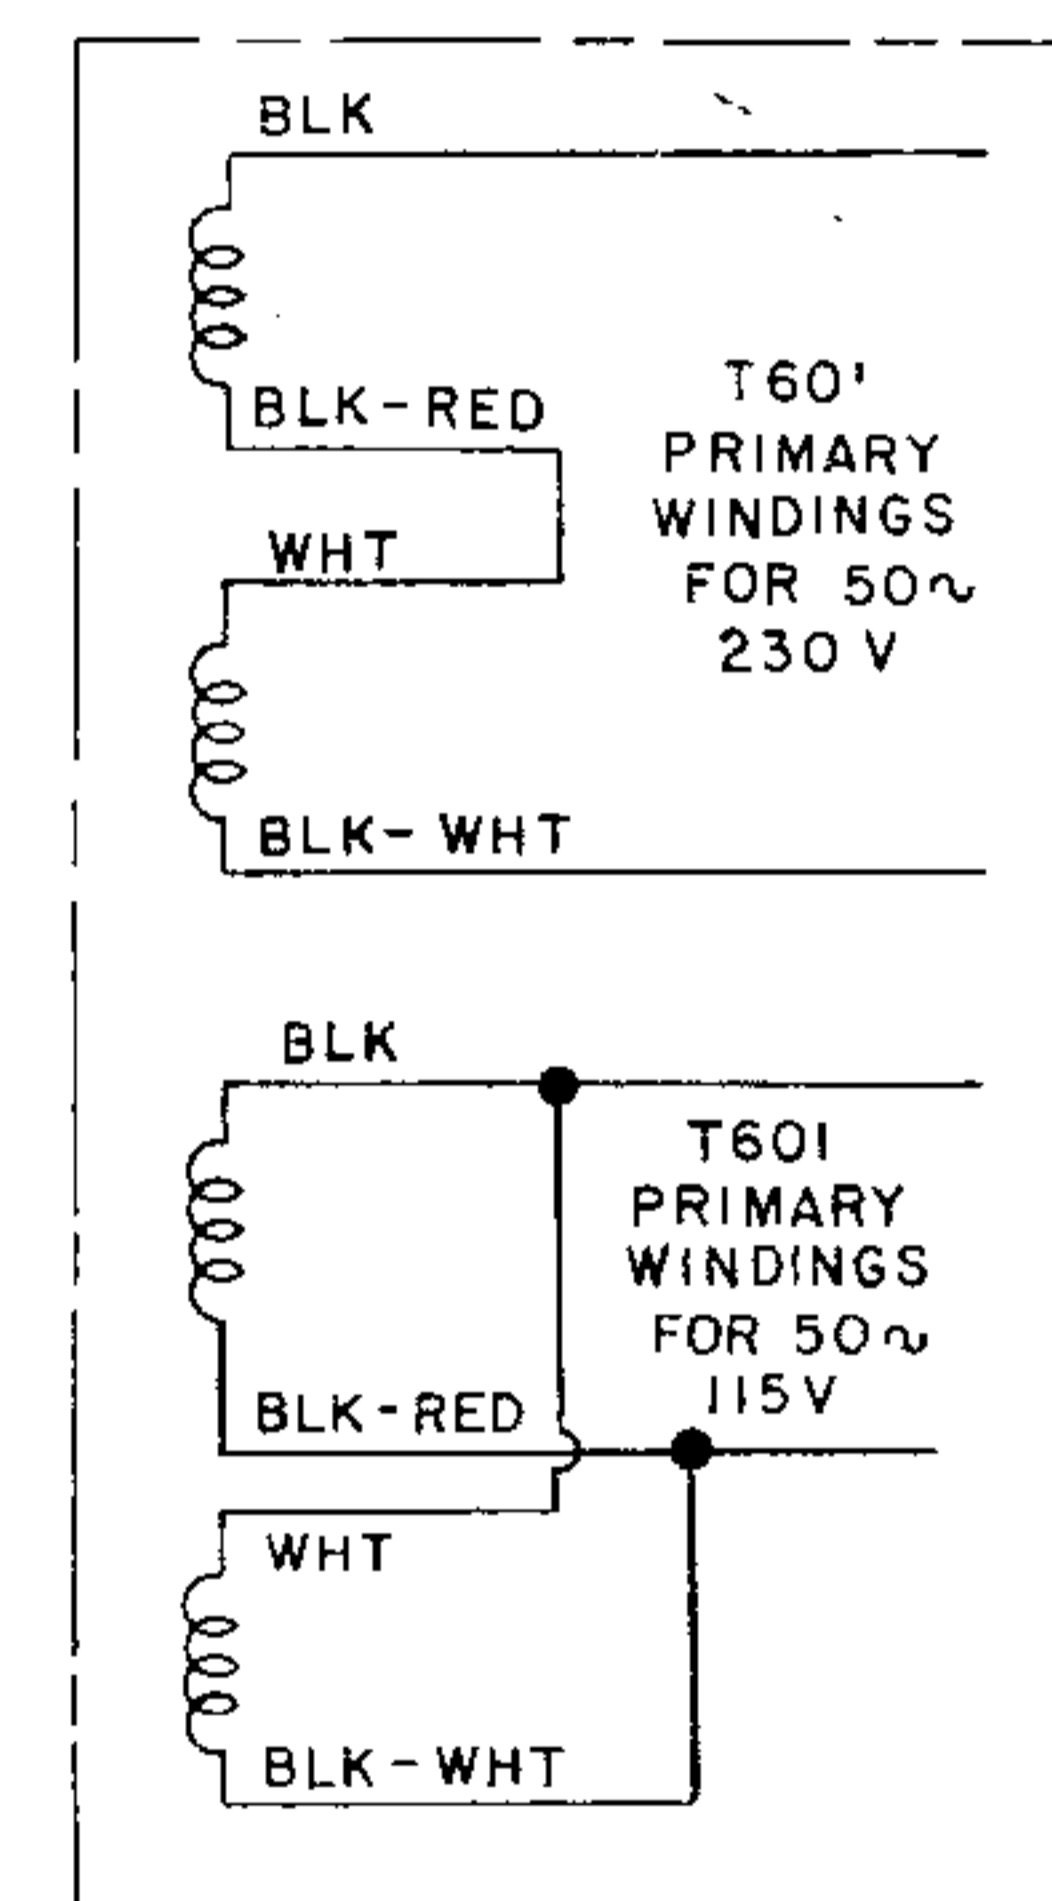 BLK
BLK-RED
T601
PRIMARY
WINDINGS
FOR 50~
230 V
WHT
BLK-WHT
BLK
T601
PRIMARY
WINDINGS
FOR 50~
115V
BLK-RED
WHT
BLK-WHT